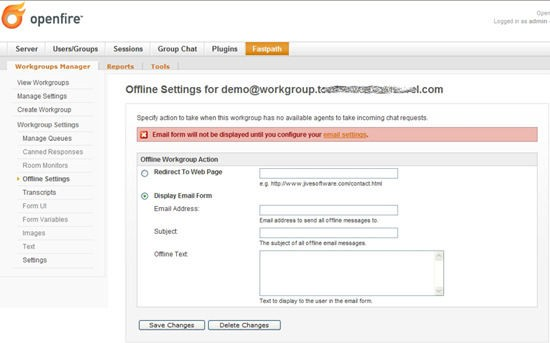 openfire
Open
Logged in as admin
Server Users/Groups Sessions Group Chat Plugins Fastpath
Workgroups Manager Reports Tools
View Workgroups
Manage Settings
Create Workgroup
Workgroup Settings
Manage Queues
Canned Responses
Room Monitors
Offline Settings
Transcripts
Form UI
Form Variables
Images
Text
Settings
Offline Settings for demo@workgroup. el.com
Specify action to take when this workgroup has no available agents to take incoming chat requests.
Email form will not be displayed until you configure your email settings.
Offline Workgroup Action
Redirect To Web Page
e.g. http://www.jivesoftware.com/contact.html
Display Email Form
Email Address:
Email address to send all offline messages to.
Subject:
The subject of all offline email messages.
Offline Text:
Text to display to the user in the email form.
Save Changes Delete Changes